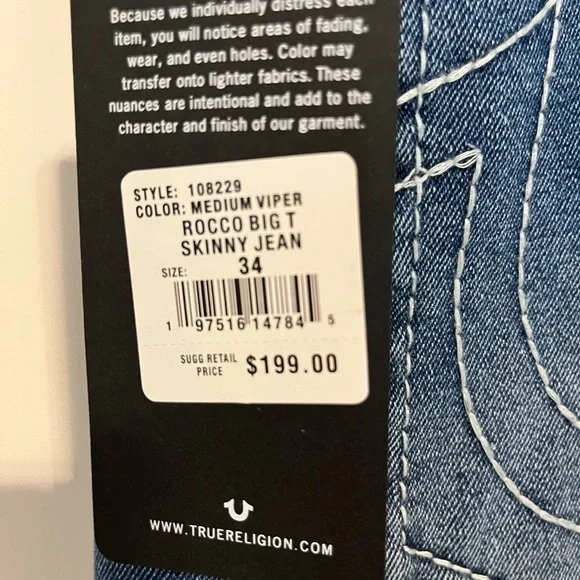 Because we individually distress each
item, you will notice areas of fading,
wear, and even holes. Color may
transfer onto lighter fabrics. These
nuances are intentional and add to the
character and finish of our garment.
STYLE: 108229
COLOR: MEDIUM VIPER
ROCCO BIG T
SKINNY JEAN
SIZE: 34
1 97516 14784 5
SUGG RETAIL
PRICE $199.00
WWW.TRUERELIGION.COM